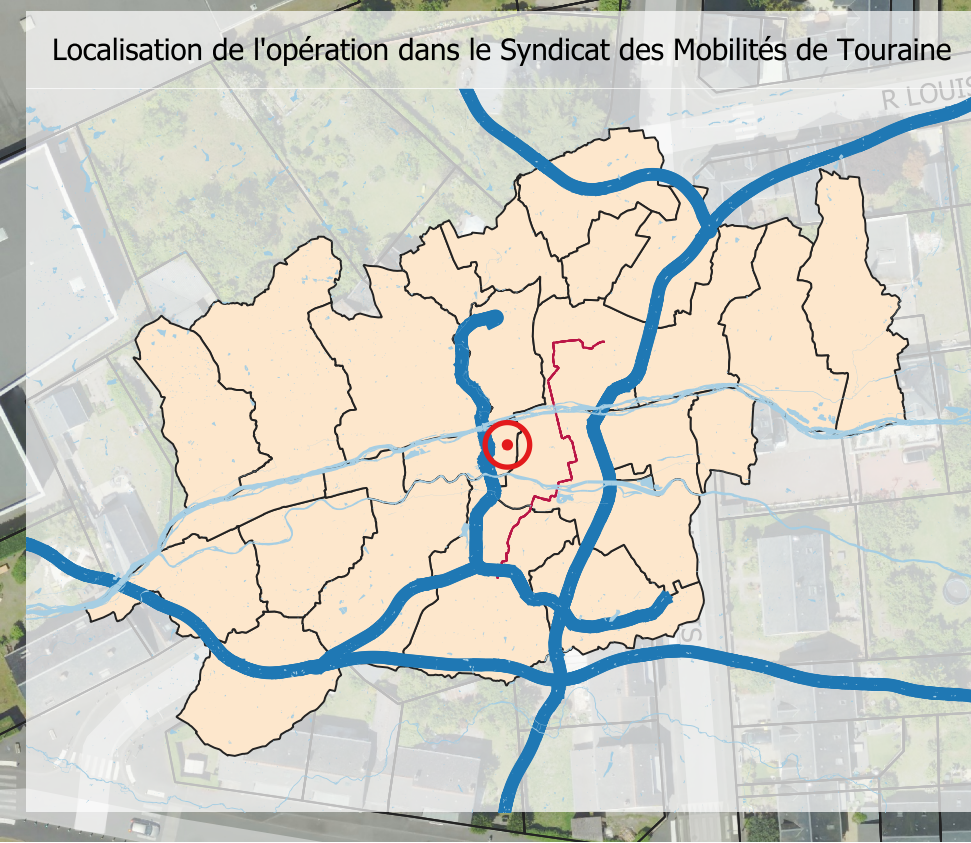 Localisation de l'opération dans le Syndicat des Mobilités de Touraine
R LOUIS
S